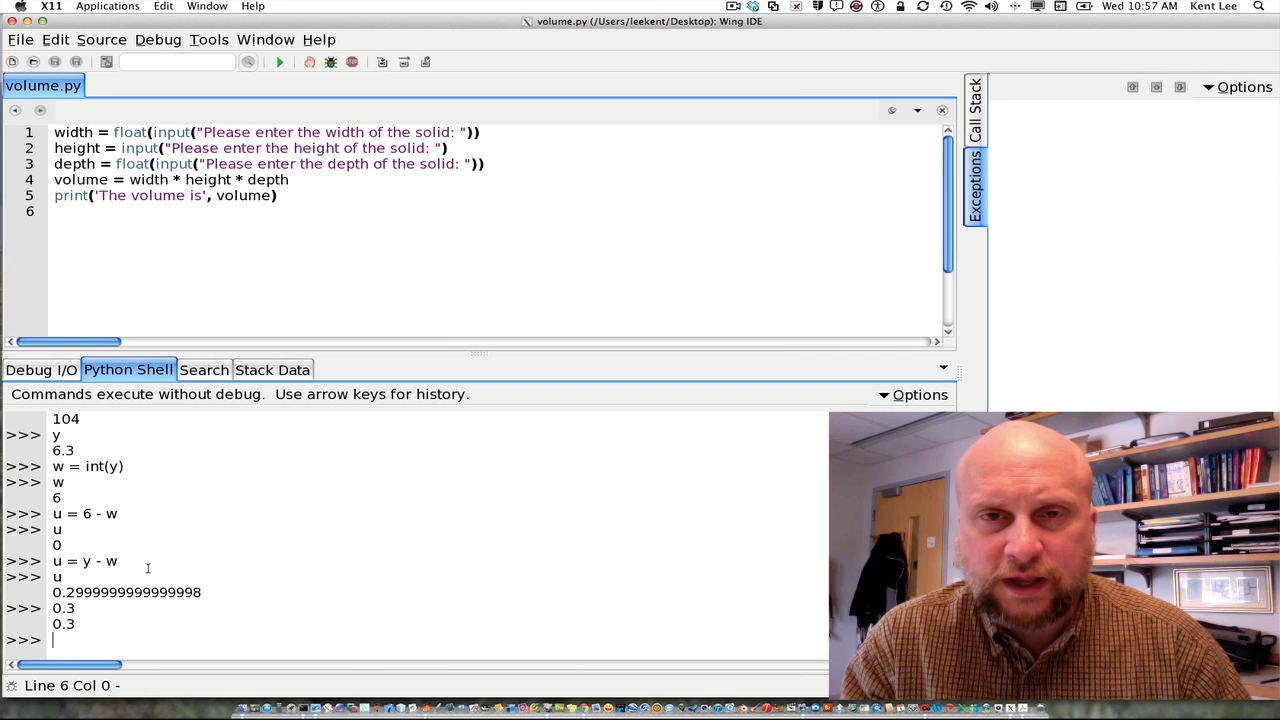 X11 Applications Edit Window Help Wed 10:57 AM Kent Lee
volume.py (/Users/leekent/Desktop): Wing IDE
File Edit Source Debug Tools Window Help
volume.py
Options
Call Stack
Exceptions
1 width = float(input("Please enter the width of the solid: "))
2 height = input("Please enter the height of the solid: ")
3 depth = float(input("Please enter the depth of the solid: "))
4 volume = width * height * depth
5 print('The volume is', volume)
6
Debug I/O Python Shell Search Stack Data
Commands execute without debug. Use arrow keys for history. Options
104
>>> y
6.3
>>> w = int(y)
>>> w
6
>>> u = 6 - w
>>> u
0
>>> u = y - w
>>> u
0.2999999999999998
>>> 0.3
0.3
>>>
Line 6 Col 0 -